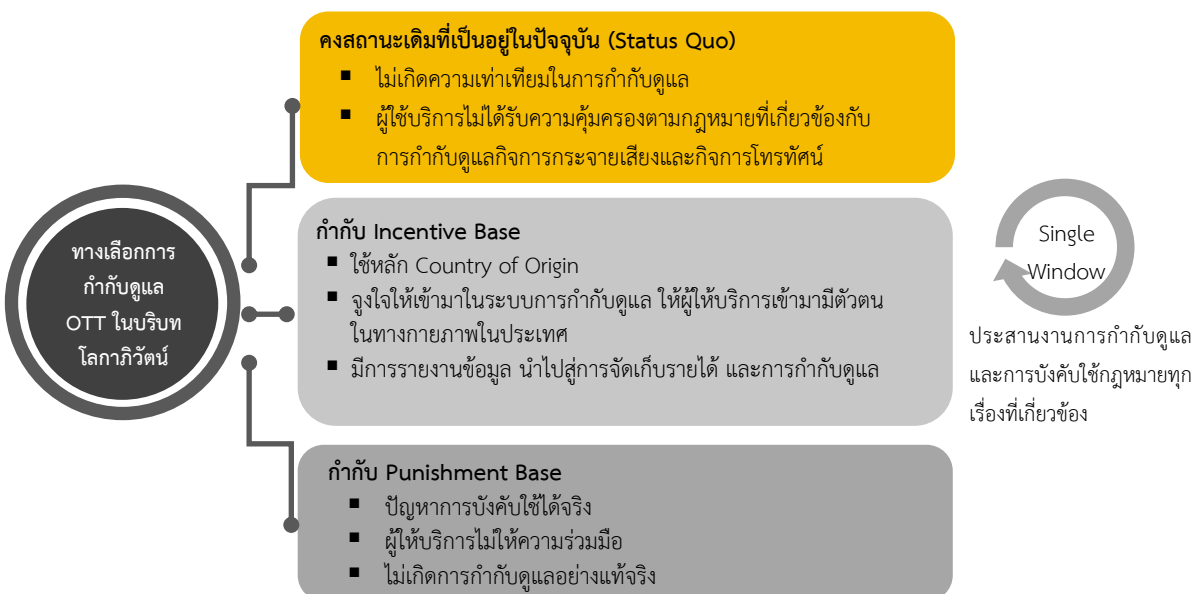 ทางเลือกการ
กำกับดูแล
OTT ในบริบท
โลกาภิวัตน์
คงสถานะเดิมที่เป็นอยู่ในปัจจุบัน (Status Quo)
▪ ไม่เกิดความเท่าเทียมในการกำกับดูแล
▪ ผู้ใช้บริการไม่ได้รับความคุ้มครองตามกฎหมายที่เกี่ยวข้องกับ
การกำกับดูแลกิจการกระจายเสียงและกิจการโทรทัศน์
กำกับ Incentive Base
▪ ใช้หลัก Country of Origin
▪ จูงใจให้เข้ามาในระบบการกำกับดูแล ให้ผู้ให้บริการเข้ามามีตัวตน
ในทางกายภาพในประเทศ
▪ มีการรายงานข้อมูล นำไปสู่การจัดเก็บรายได้ และการกำกับดูแล
กำกับ Punishment Base
▪ ปัญหาการบังคับใช้ได้จริง
▪ ผู้ให้บริการไม่ให้ความร่วมมือ
▪ ไม่เกิดการกำกับดูแลอย่างแท้จริง
Single
Window
ประสานงานการกำกับดูแล
และการบังคับใช้กฎหมายทุก
เรื่องที่เกี่ยวข้อง